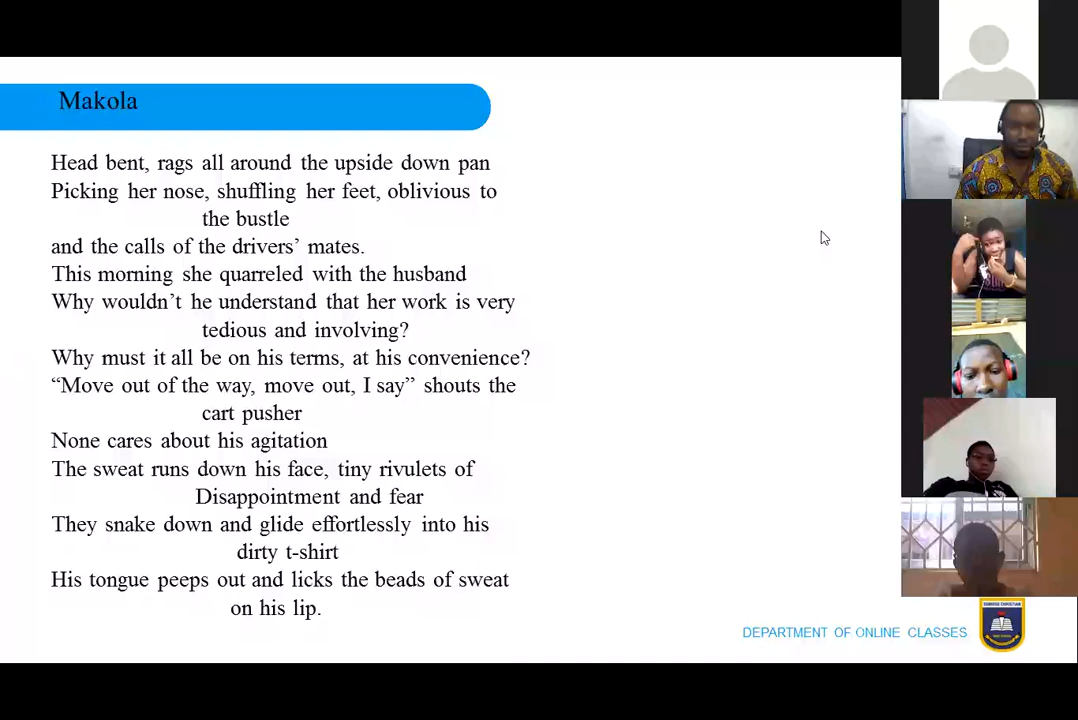 Makola
Head bent, rags all around the upside down pan
Picking her nose, shuffling her feet, oblivious to
the bustle
and the calls of the drivers’ mates.
This morning she quarreled with the husband
Why wouldn’t he understand that her work is very
tedious and involving?
Why must it all be on his terms, at his convenience?
“Move out of the way, move out, I say” shouts the
cart pusher
None cares about his agitation
The sweat runs down his face, tiny rivulets of
Disappointment and fear
They snake down and glide effortlessly into his
dirty t-shirt
His tongue peeps out and licks the beads of sweat
on his lip.
DEPARTMENT OF ONLINE CLASSES